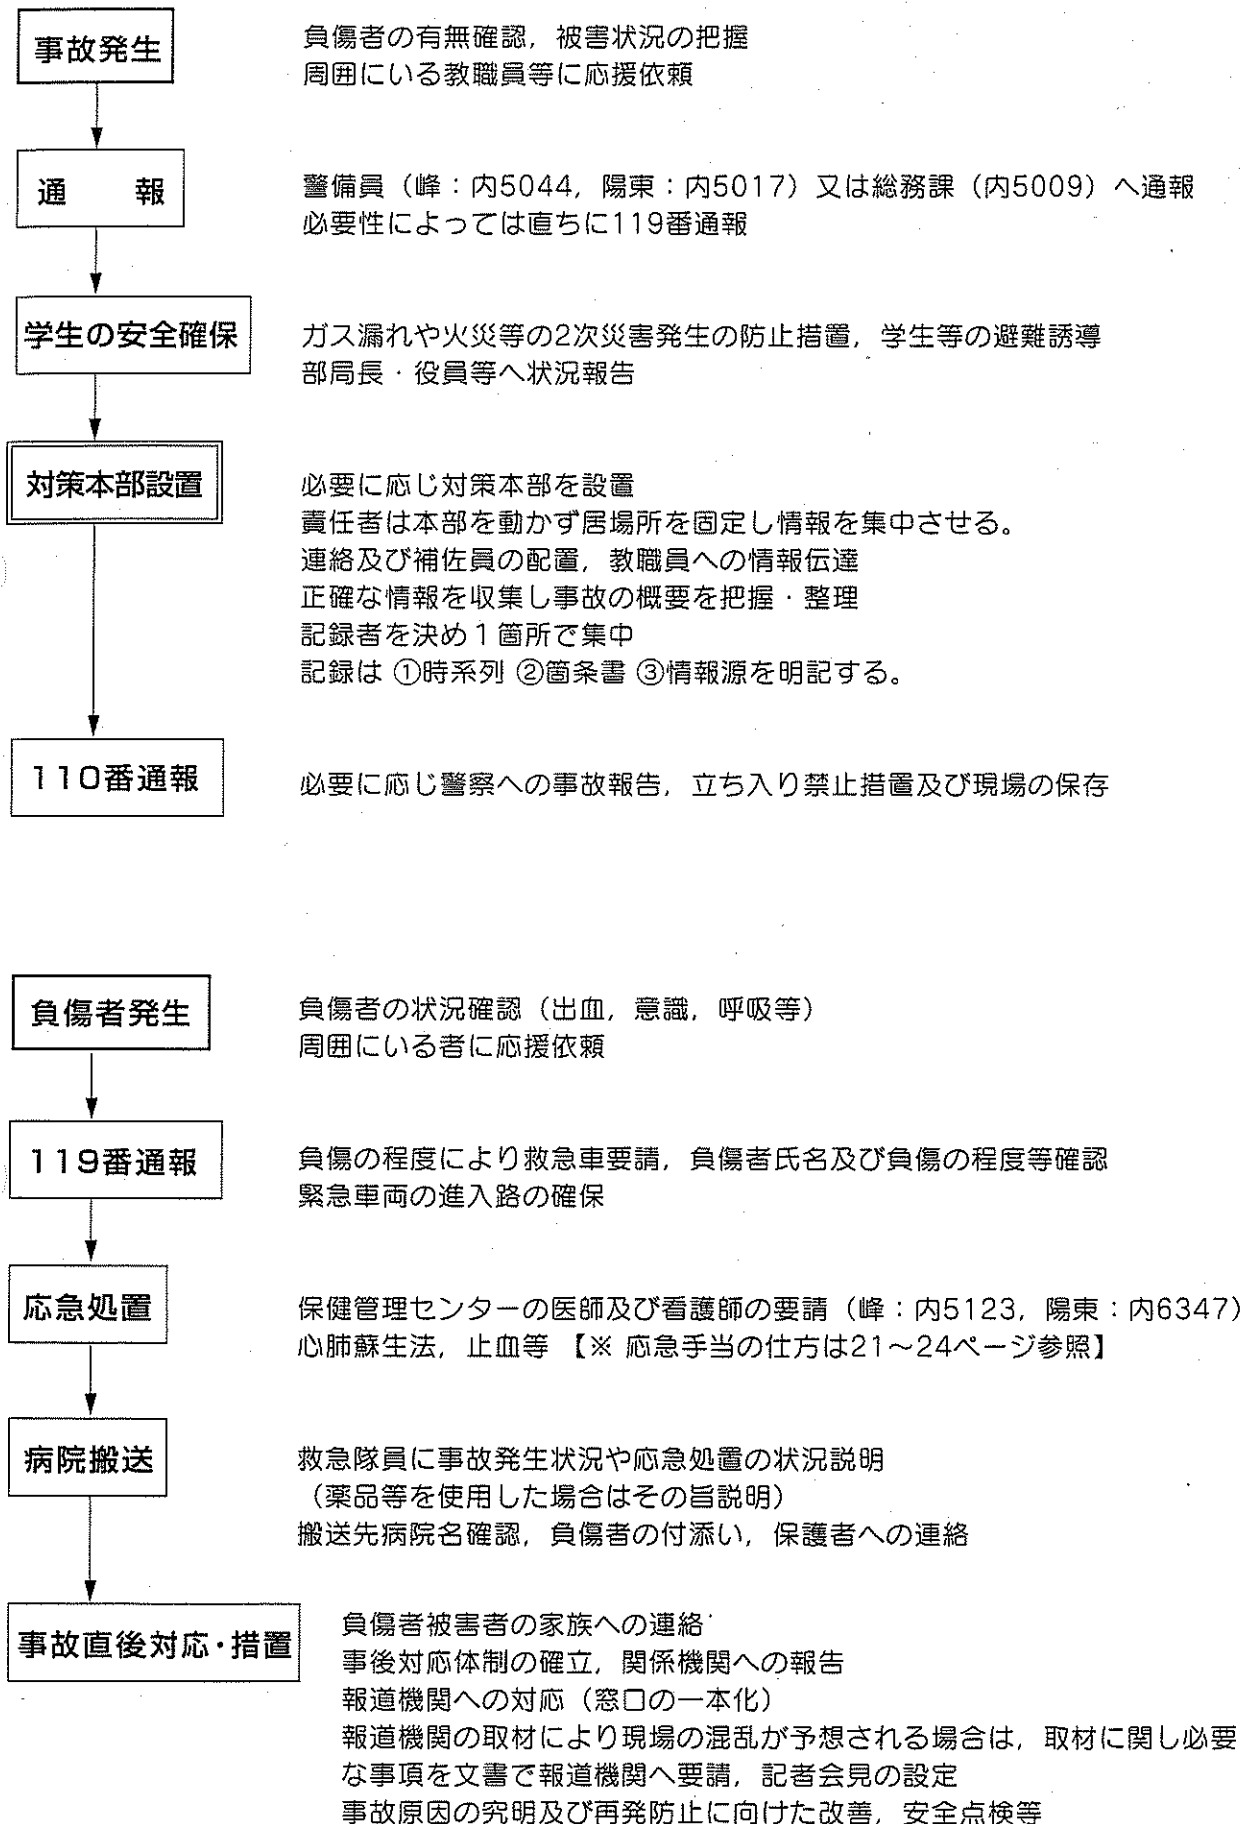 事故発生
負傷者の有無確認，被害状況の把握
周囲にいる教職員等に応援依頼
通　　報
警備員（峰：内5044，陽東：内5017）又は総務課（内5009）へ通報
必要性によっては直ちに119番通報
学生の安全確保
ガス漏れや火災等の2次災害発生の防止措置，学生等の避難誘導
部局長・役員等へ状況報告
対策本部設置
必要に応じ対策本部を設置
責任者は本部を動かず居場所を固定し情報を集中させる。
連絡及び補佐員の配置，教職員への情報伝達
正確な情報を収集し事故の概要を把握・整理
記録者を決め１箇所で集中
記録は ①時系列 ②箇条書 ③情報源を明記する。
110番通報
必要に応じ警察への事故報告，立ち入り禁止措置及び現場の保存
負傷者発生
負傷者の状況確認（出血，意識，呼吸等）
周囲にいる者に応援依頼
119番通報
負傷の程度により救急車要請，負傷者氏名及び負傷の程度等確認
緊急車両の進入路の確保
応急処置
保健管理センターの医師及び看護師の要請（峰：内5123，陽東：内6347）
心肺蘇生法，止血等 【※ 応急手当の仕方は21～24ページ参照】
病院搬送
救急隊員に事故発生状況や応急処置の状況説明
（薬品等を使用した場合はその旨説明）
搬送先病院名確認，負傷者の付添い，保護者への連絡
事故直後対応・措置
負傷者被害者の家族への連絡
事後対応体制の確立，関係機関への報告
報道機関への対応（窓口の一本化）
報道機関の取材により現場の混乱が予想される場合は，取材に関し必要
な事項を文書で報道機関へ要請，記者会見の設定
事故原因の究明及び再発防止に向けた改善，安全点検等